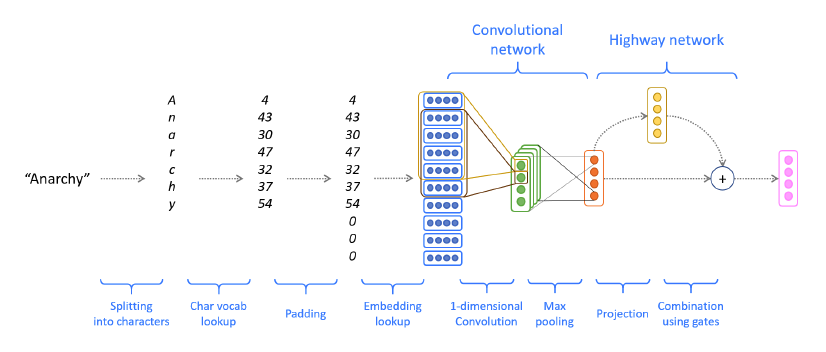 Convolutional
network
Highway network
"Anarchy"
A 4 4
n 43 43
a 30 30
r 47 47
c 32 32
h 37 37
y 54 54
0
0
0
+
Splitting
into characters
Char vocab
lookup
Padding
Embedding
lookup
1-dimensional
Convolution
Max
pooling
Projection
Combination
using gates